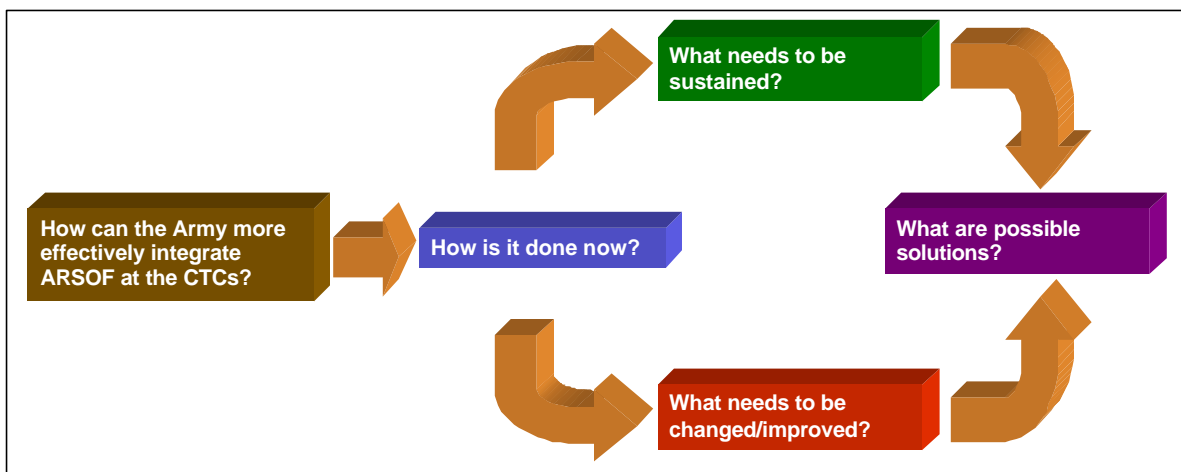 How can the Army more
effectively integrate
ARSOF at the CTCs?
How is it done now?
What needs to be
sustained?
What needs to be
changed/improved?
What are possible
solutions?